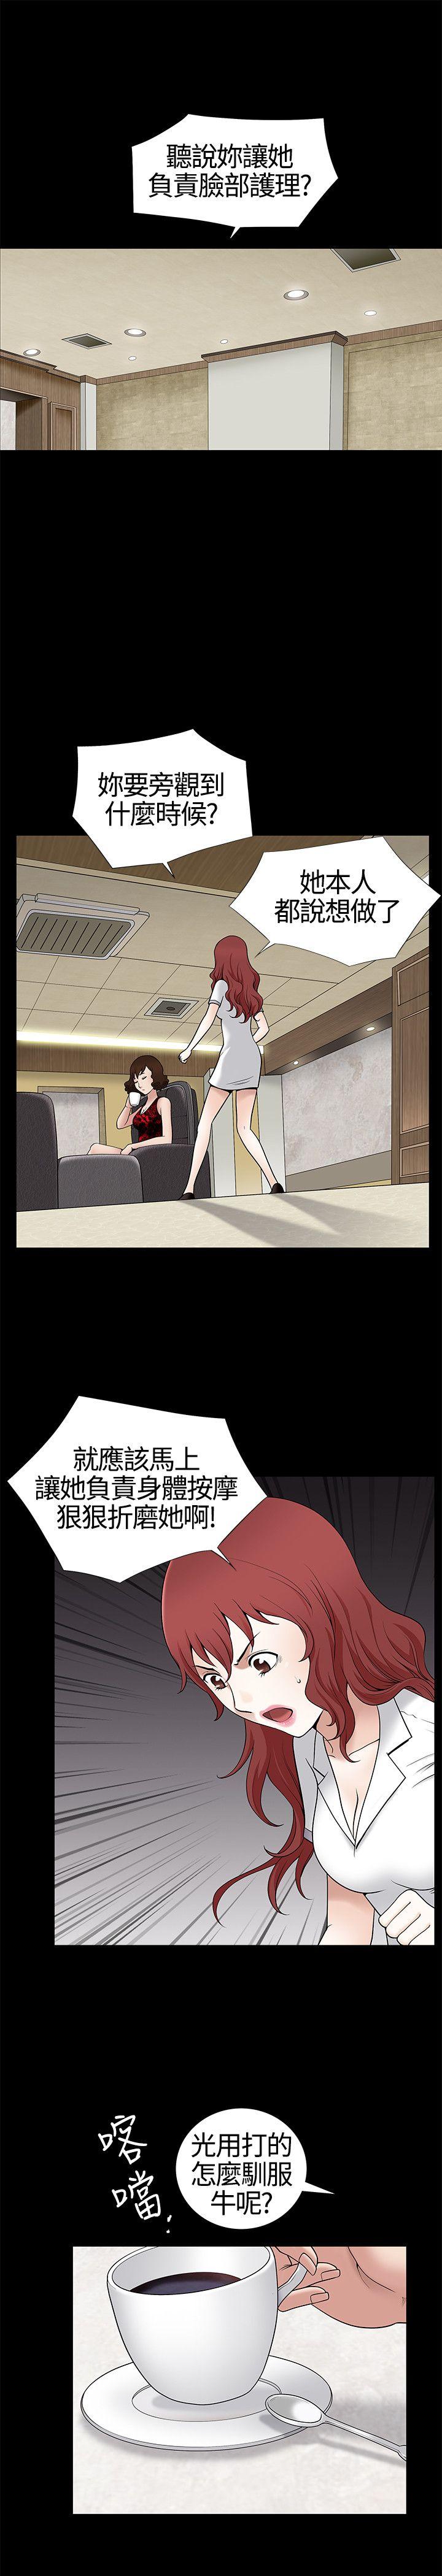 聽說妳讓她
負責臉部護理?
妳要旁觀到
什麼時候?
她本人
都說想做了
就應該馬上
讓她負責身體按摩
狠狠折磨她啊!
喀噹.
光用打的
怎麼馴服
牛呢?